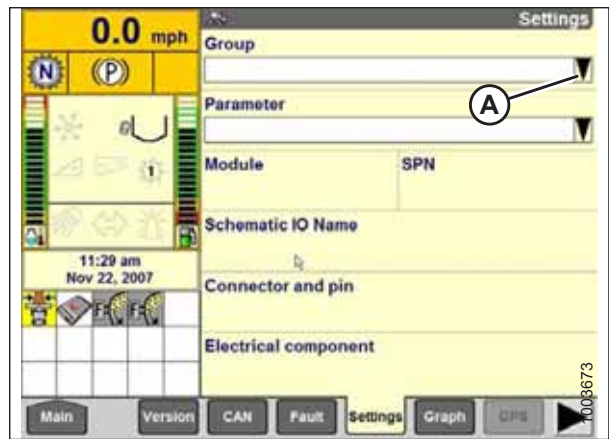 0.0 mph
Settings
Group
N
P
A
Parameter
1
Module
SPN
Schematic IO Name
11:29 am
Nov 22, 2007
Connector and pin
Electrical component
Main
Version
CAN
Fault
Settings
Graph
GPS
1003673